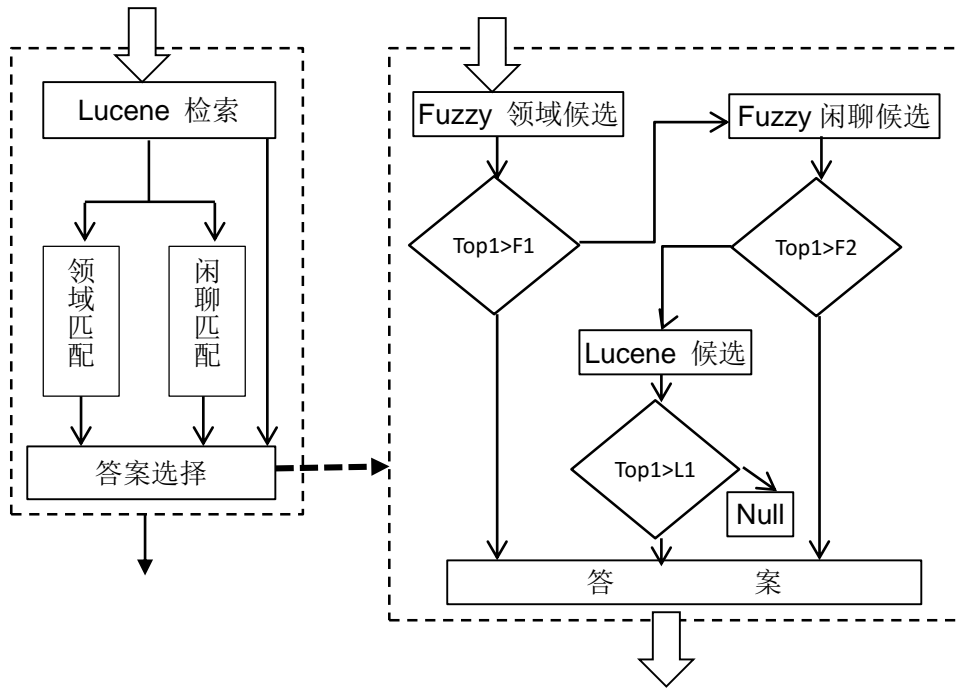 Lucene 检索
领域匹配
闲聊匹配
答案选择
Fuzzy 领域候选
Fuzzy 闲聊候选
Top1>F1
Top1>F2
Lucene 候选
Top1>L1
Null
答 案